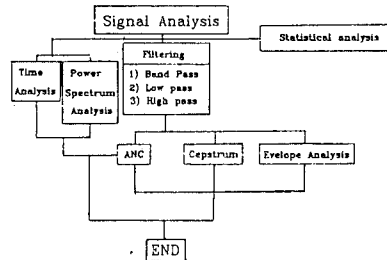 Signal Analysis
Statistical analysis
Filtering
1) Band Pass
2) Low pass
3) High pass
Time
Analysis
Power
Spectrum
Analysis
ANC
Cepstrum
Evelope Analysis
END